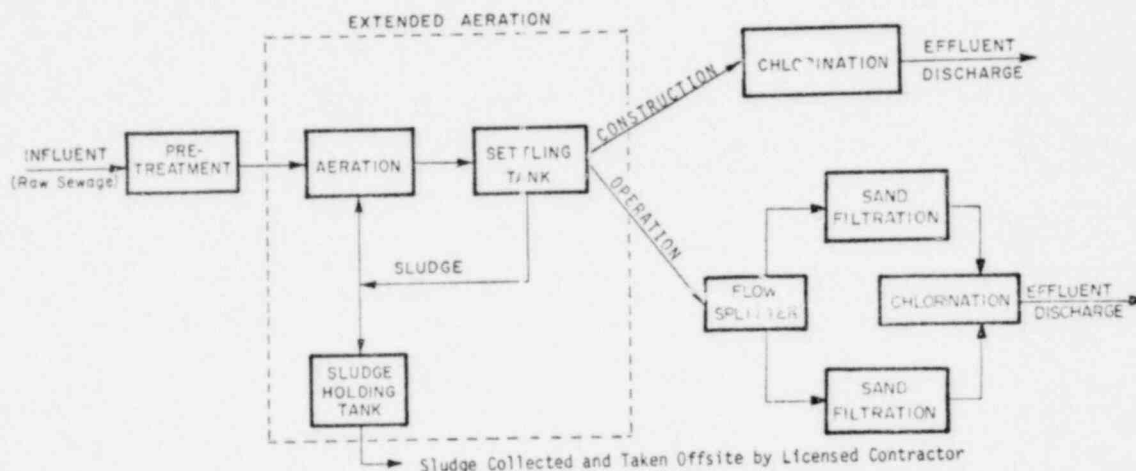 EXTENDED AERATION
INFLUENT
(Raw Sewage)
PRE-
TREATMENT
AERATION
SETTLING
TANK
SLUDGE
SLUDGE
HOLDING
TANK
Sludge Collected and Taken Offsite by Licensed Contractor
CONSTRUCTION
CHLORINATION
EFFLUENT
DISCHARGE
OPERATION
FLOW
SPLITTER
SAND
FILTRATION
SAND
FILTRATION
CHLORINATION
EFFLUENT
DISCHARGE